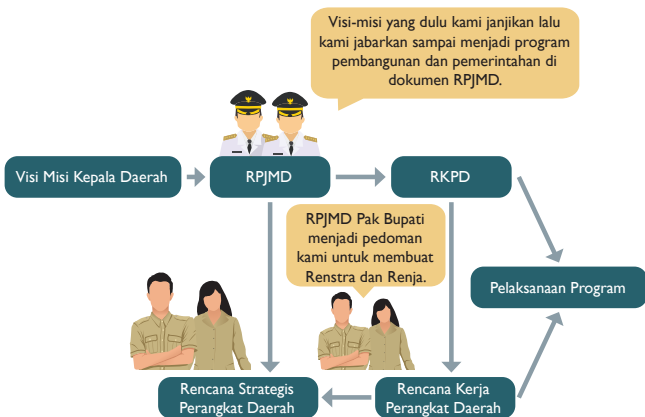 Visi-misi yang dulu kami janjikan lalu
kami jabarkan sampai menjadi program
pembangunan dan pemerintahan di
dokumen RPJMD.
Visi Misi Kepala Daerah
RPJMD
RKPD
RPJMD Pak Bupati
menjadi pedoman
kami untuk membuat
Renstra dan Renja.
Pelaksanaan Program
Rencana Strategis
Perangkat Daerah
Rencana Kerja
Perangkat Daerah